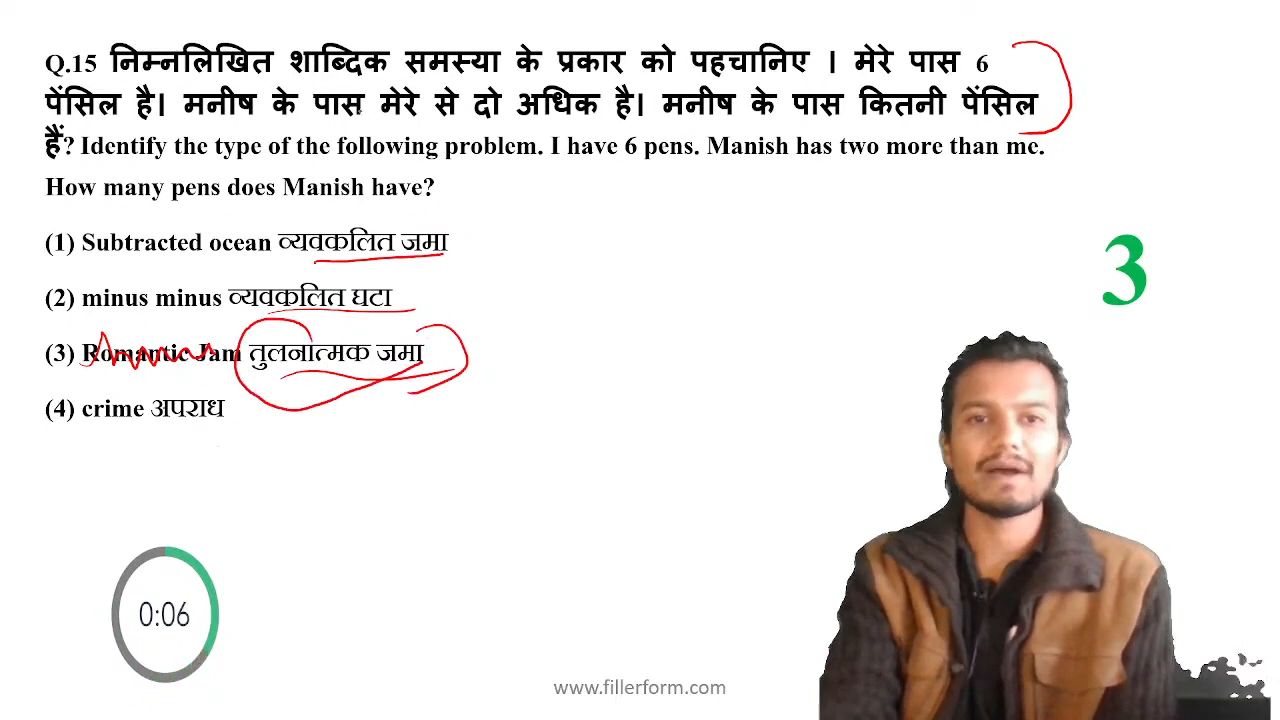 Q.15 निम्नलिखित शाब्दिक समस्या के प्रकार को पहचानिए । मेरे पास 6
पेंसिल है। मनीष के पास मेरे से दो अधिक है। मनीष के पास कितनी पेंसिल
हैं? Identify the type of the following problem. I have 6 pens. Manish has two more than me.
How many pens does Manish have?
(1) Subtracted ocean व्यवकलित जमा
(2) minus minus व्यवकलित घटा
(3) Romantic Jam तुलनात्मक जमा
(4) crime अपराध
3
0:06
www.fillerform.com